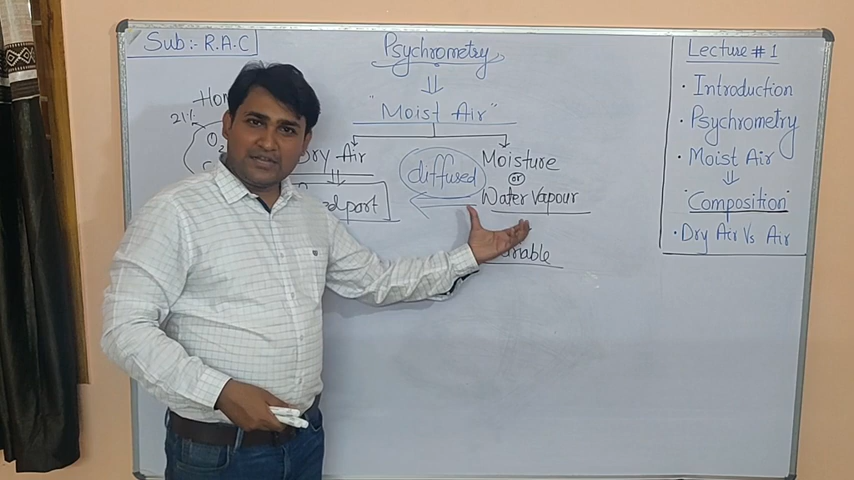 Sub:- R.A.C
Psychrometry
"Moist Air"
21%
Dry Air
port
diffused
Moisture
or
Water Vapour
Lecture # 1
· Introduction
· Psychrometry
· Moist Air
"Composition"
· Dry Air Vs Air